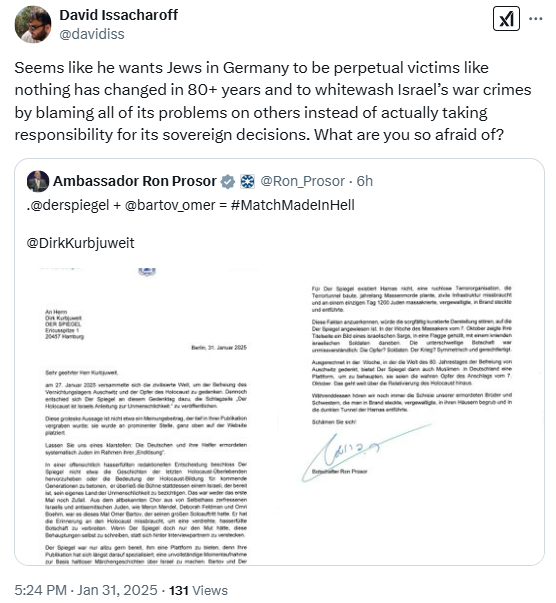 David Issacharoff
@davidiss
Seems like he wants Jews in Germany to be perpetual victims like
nothing has changed in 80+ years and to whitewash Israel's war crimes
by blaming all of its problems on others instead of actually taking
responsibility for its sovereign decisions. What are you so afraid of?
Ambassador Ron Prosor @Ron_Prosor · 6h
.@derspiegel + @bartov_omer = #MatchMadeInHell
@DirkKurbjuweit
An Herrn
Dirk Kurbjuweit
DER SPIEGEL
Ericusspitze 1
20457 Hamburg
Berlin, 31. Januar 2025
Sehr geehrter Herr Kurbjuweit,
am 27. Januar 2025 versammelte sich die zivilisierte Welt, um der Befreiung des
Vernichtungslagers Auschwitz und der Opfer des Holocaust zu gedenken. Dennoch
entschied sich Der Spiegel an diesem Gedenktag dazu, die Schlagzeile „Der
Holocaust ist Israels Anleitung zur Unmenschlichkeit." zu veröffentlichen.
Diese groteske Aussage ist nicht etwa ein Meinungsbeitrag, der tief in Ihrer Publikation
vergraben wurde; sie wurde an prominenter Stelle, ganz oben auf der Website
platziert.
Lassen Sie uns eines klarstellen: Die Deutschen und ihre Helfer ermordeten
systematisch Juden im Rahmen ihrer „Endlösung".
In einer offensichtlich hasserfüllten redaktionellen Entscheidung beschloss Der
Spiegel nicht etwa die Geschichten der letzten Holocaust-Überlebenden
hervorzuheben oder die Bedeutung der Holocaust-Bildung für kommende
Generationen zu betonen, er überließ die Bühne stattdessen einem Israeli, der bereit
ist, sein eigenes Land der Unmenschlichkeit zu bezichtigen. Das war weder das erste
Mal noch Zufall. Aus dem altbekannten Chor aus von Selbsthass zerfressenen
Israelis und antisemitischen Juden, wie Meron Mendel, Deborah Feldman und Omri
Boehm, war es dieses Mal Omer Bartov, der seinen großen Soloauftritt hatte. Er hat
die Erinnerung an den Holocaust missbraucht, um eine verdrehte, hasserfüllte
Botschaft zu verbreiten. Wenn Der Spiegel doch nur den Mut hätte, diese
Behauptungen selbst zu schreiben, statt sich hinter Interviewpartnern zu verstecken.
Der Spiegel war nur allzu gern bereit, ihm eine Plattform zu bieten, denn Ihre
Publikation hat sich längst darauf spezialisiert, eine unvollständige Momentaufnahme
zur Basis haltloser Märchengeschichten über Israel zu machen. Bartov und Der
Für Der Spiegel existiert Hamas nicht, eine ruchlose Terrororganisation, die
Terrortunnel baute, jahrelang Massenmorde plante, zivile Infrastruktur missbraucht
und an einem einzigen Tag 1200 Juden massakrierte, vergewaltigte, in Brand steckte
und entführte.
Diese Fakten anzuerkennen, würde die sorgfältig kuratierte Darstellung stören, auf die
Der Spiegel angewiesen ist. In der Woche des Massakers vom 7. Oktober zeigte Ihre
Titelseite ein Bild eines israelischen Sarges, in eine Flagge gehüllt, mit einem knienden
israelischen Soldaten daneben. Die unterschwellige Botschaft war
unmissverständlich. Die Opfer? Soldaten. Der Krieg? Symmetrisch und gerechtfertigt.
Ausgerechnet in der Woche, in die die Welt des 80. Jahrestages der Befreiung von
Auschwitz gedenkt, bietet Der Spiegel dann auch Muslimen in Deutschland eine
Plattform, um zu behaupten, sie seien die wahren Opfer des Anschlags vom 7.
Oktober. Das geht weit über die Relativierung des Holocaust hinaus.
Währenddessen hören wir noch immer die Schreie unserer ermordeten Brüder und
Schwestern, die man in Brand steckte, vergewaltigte, in ihren Häusern begrub und in
die dunklen Tunnel der Hamas entführte.
Schämen Sie sich!
Botschafter Ron Prosor
5:24 PM · Jan 31, 2025 · 131 Views